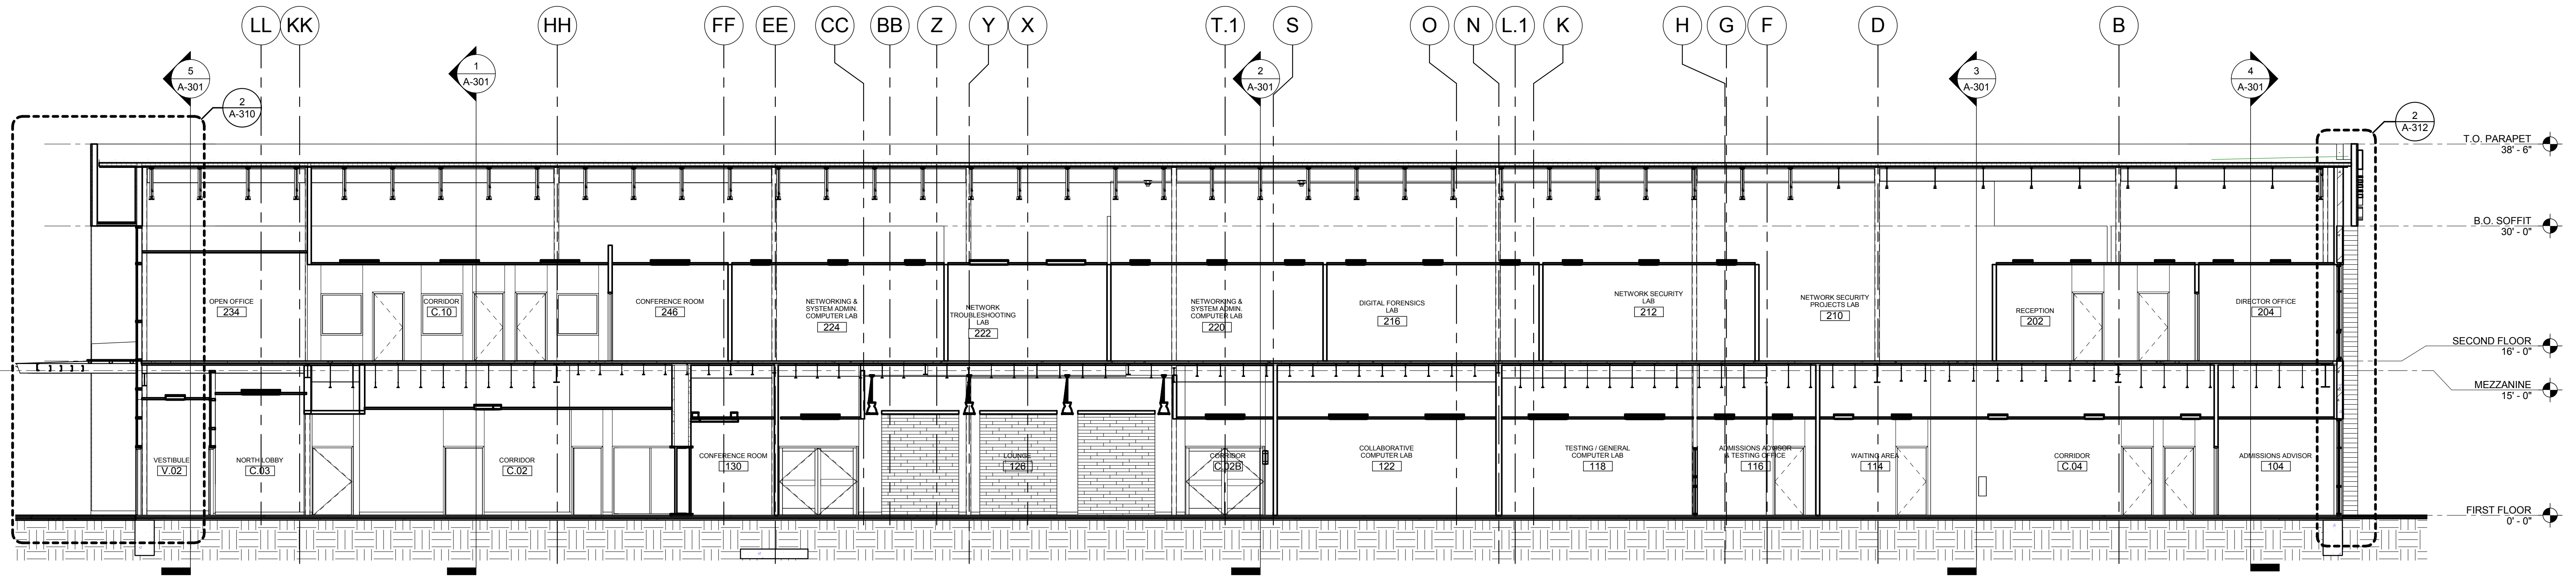 LL KK HH FF EE CC BB Z Y X T.1 S O N L.1 K H G F D B
5
A-301
1
A-301
2
A-301
3
A-301
4
A-301
2
A-310
2
A-312
T.O. PARAPET
38' - 6"
B.O. SOFFIT
30' - 0"
OPEN OFFICE
234
CORRIDOR
C.10
CONFERENCE ROOM
246
NETWORKING &
SYSTEM ADMIN.
COMPUTER LAB
224
NETWORK
TROUBLESHOOTING
LAB
222
NETWORKING &
SYSTEM ADMIN.
COMPUTER LAB
220
DIGITAL FORENSICS
LAB
216
NETWORK SECURITY
LAB
212
NETWORK SECURITY
PROJECTS LAB
210
RECEPTION
202
DIRECTOR OFFICE
204
SECOND FLOOR
16' - 0"
MEZZANINE
15' - 0"
VESTIBULE
V.02
NORTH LOBBY
C.03
CORRIDOR
C.02
CONFERENCE ROOM
130
LOUNGE
126
CORRIDOR
C.02B
COLLABORATIVE
COMPUTER LAB
122
TESTING / GENERAL
COMPUTER LAB
118
ADMISSIONS ADVISOR
& TESTING OFFICE
116
WAITING AREA
114
CORRIDOR
C.04
ADMISSIONS ADVISOR
104
FIRST FLOOR
0' - 0"